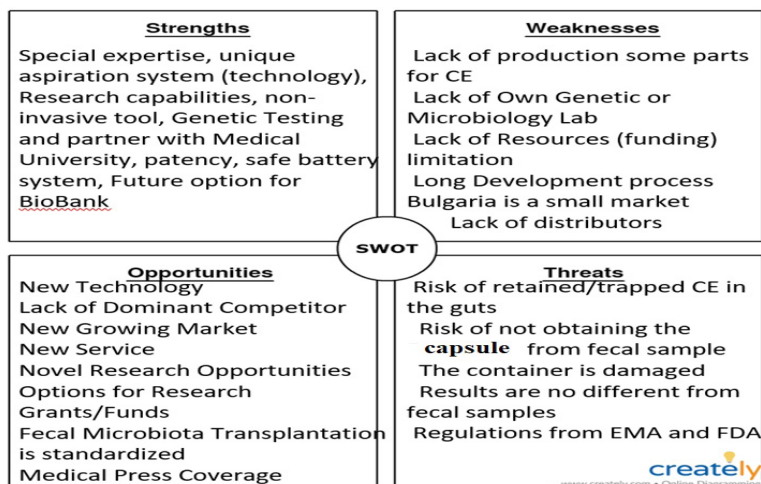 Strengths
Special expertise, unique
aspiration system (technology),
Research capabilities, non-
invasive tool, Genetic Testing
and partner with Medical
University, patency, safe battery
system, Future option for
BioBank
Weaknesses
Lack of production some parts
for CE
Lack of Own Genetic or
Microbiology Lab
Lack of Resources (funding)
limitation
Long Development process
Bulgaria is a small market
Lack of distributors
SWOT
Opportunities
New Technology
Lack of Dominant Competitor
New Growing Market
New Service
Novel Research Opportunities
Options for Research
Grants/Funds
Fecal Microbiota Transplantation
is standardized
Medical Press Coverage
Threats
Risk of retained/trapped CE in
the guts
Risk of not obtaining the
capsule from fecal sample
The container is damaged
Results are no different from
fecal samples
Regulations from EMA and FDA
creately
www.creately.com • Online Diagramming